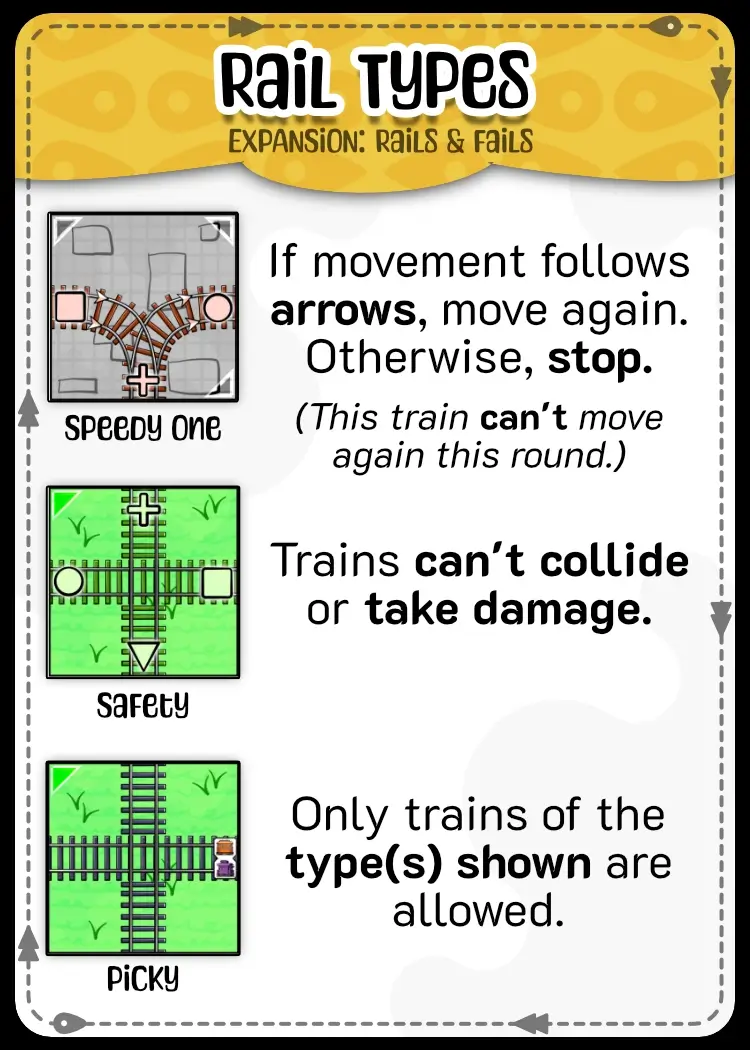 Rail Types
Expansion: Rails & Fails
If movement follows
arrows, move again.
Otherwise, stop.
(This train can't move
again this round.)
Speedy One
Trains can't collide
or take damage.
Safety
Only trains of the
type(s) shown are
allowed.
Picky